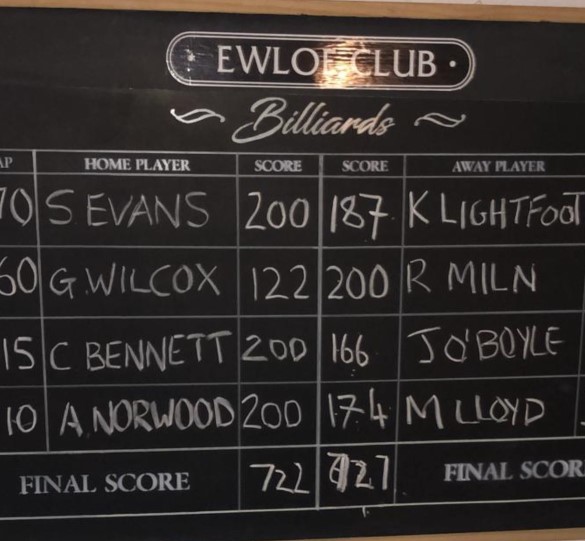 EWLOE CLUB
Billiards
AP HOME PLAYER SCORE SCORE AWAY PLAYER
70 S EVANS 200 187 K LIGHTFOOT
60 G.WILCOX 122 200 R MILN
15 C BENNETT 200 166 J O'BOYLE
10 A NORWOOD 200 174 M LLOYD
FINAL SCORE 722 727 FINAL SCOR